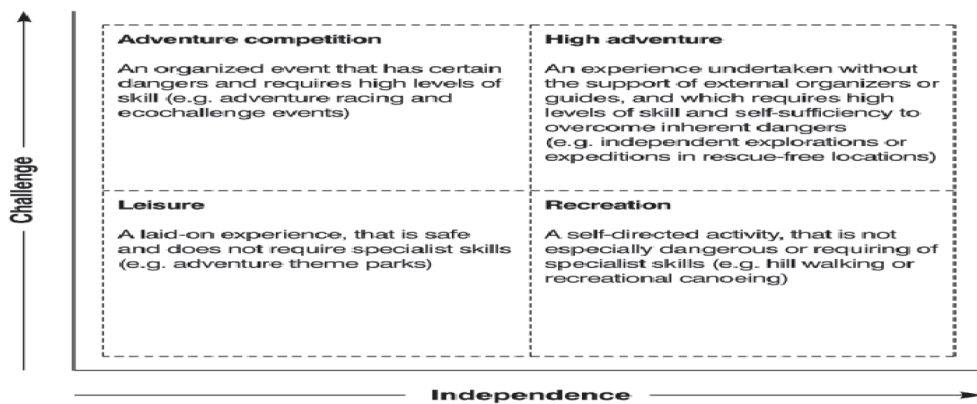 Challenge
Adventure competition
An organized event that has certain
dangers and requires high levels of
skill (e.g. adventure racing and
ecochallenge events)
High adventure
An experience undertaken without
the support of external organizers or
guides, and which requires high
levels of skill and self-sufficiency to
overcome inherent dangers
(e.g. independent explorations or
expeditions in rescue-free locations)
Leisure
A laid-on experience, that is safe
and does not require specialist skills
(e.g. adventure theme parks)
Recreation
A self-directed activity, that is not
especially dangerous or requiring of
specialist skills (e.g. hill walking or
recreational canoeing)
Independence